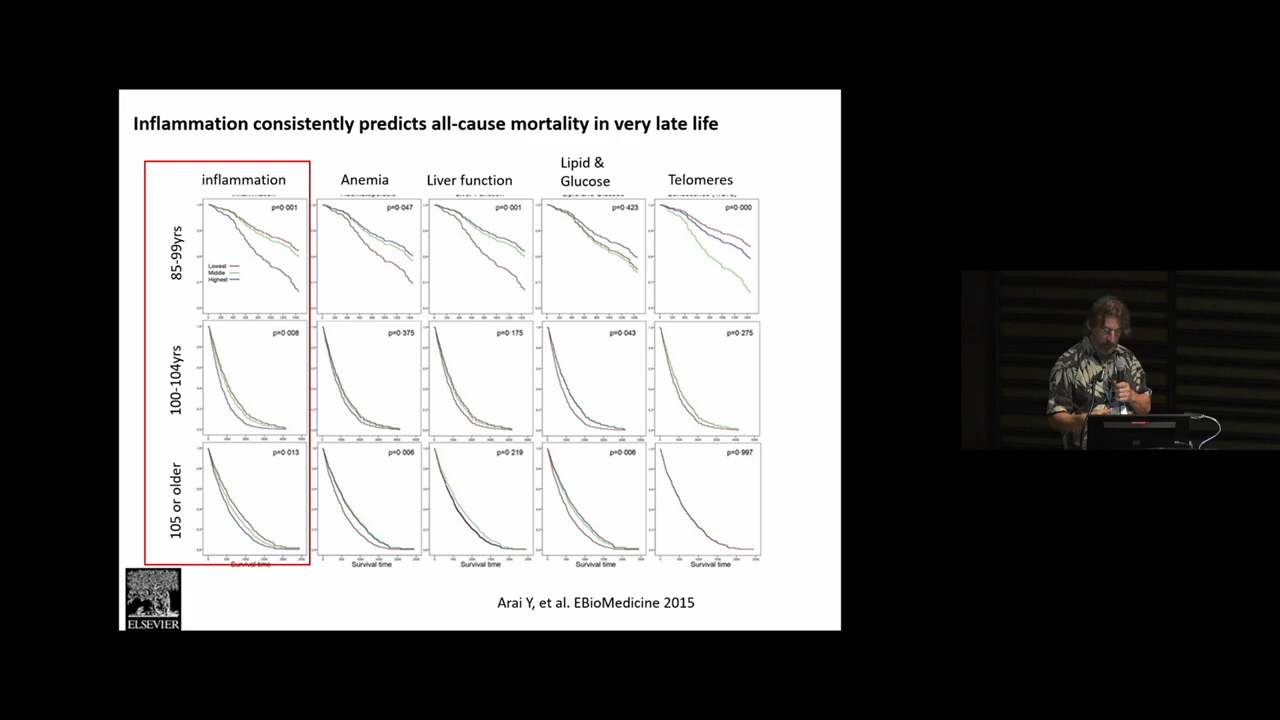 Inflammation consistently predicts all-cause mortality in very late life
inflammation
Anemia
Liver function
Lipid &
Glucose
Telomeres
85-99yrs
p=0·001
p=0·047
p=0·001
p=0·423
p=0·000
Lowest
Middle
Highest
100-104yrs
p=0·008
p=0·375
p=0·175
p=0·043
p=0·275
105 or older
p=0·013
p=0·006
p=0·219
p=0·006
p=0·997
Survival time
Survival time
Survival time
Survival time
Survival time
ELSEVIER
Arai Y, et al. EBioMedicine 2015